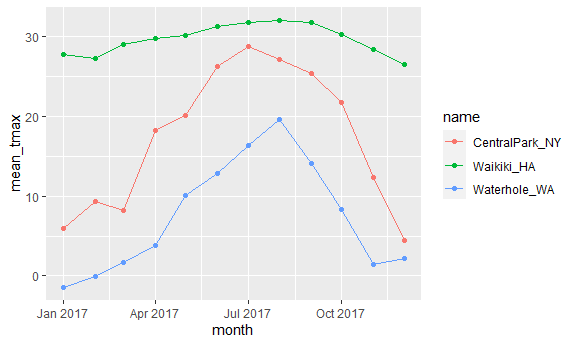 mean_tmax
30
20
10
0
Jan 2017 Apr 2017 Jul 2017 Oct 2017
month
name
CentralPark_NY
Waikiki_HA
Waterhole_WA